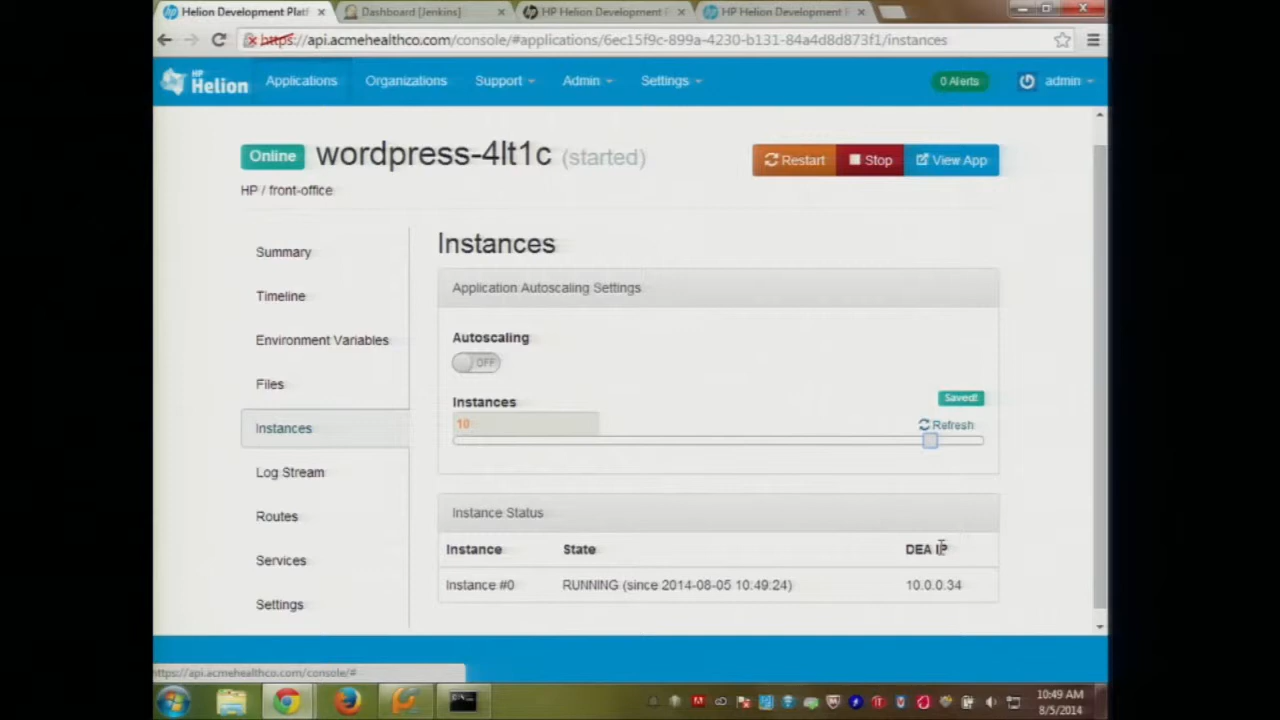 Helion Development Platf
Dashboard [Jenkins]
HP Helion Development
HP Helion Development
https://api.acmehealthco.com/console/#applications/6ec15f9c-899a-4230-b131-84a4d8d873f1/instances
HP
Helion
Applications
Organizations
Support
Admin
Settings
0 Alerts
admin
Online
wordpress-4lt1c (started)
Restart
Stop
View App
HP / front-office
Summary
Timeline
Environment Variables
Files
Instances
Log Stream
Routes
Services
Settings
Instances
Application Autoscaling Settings
Autoscaling
OFF
Instances
Saved!
10
Refresh
Instance Status
Instance State DEA IP
Instance #0 RUNNING (since 2014-08-05 10:49:24) 10.0.0.34
https://api.acmehealthco.com/console/#
10:49 AM
8/5/2014